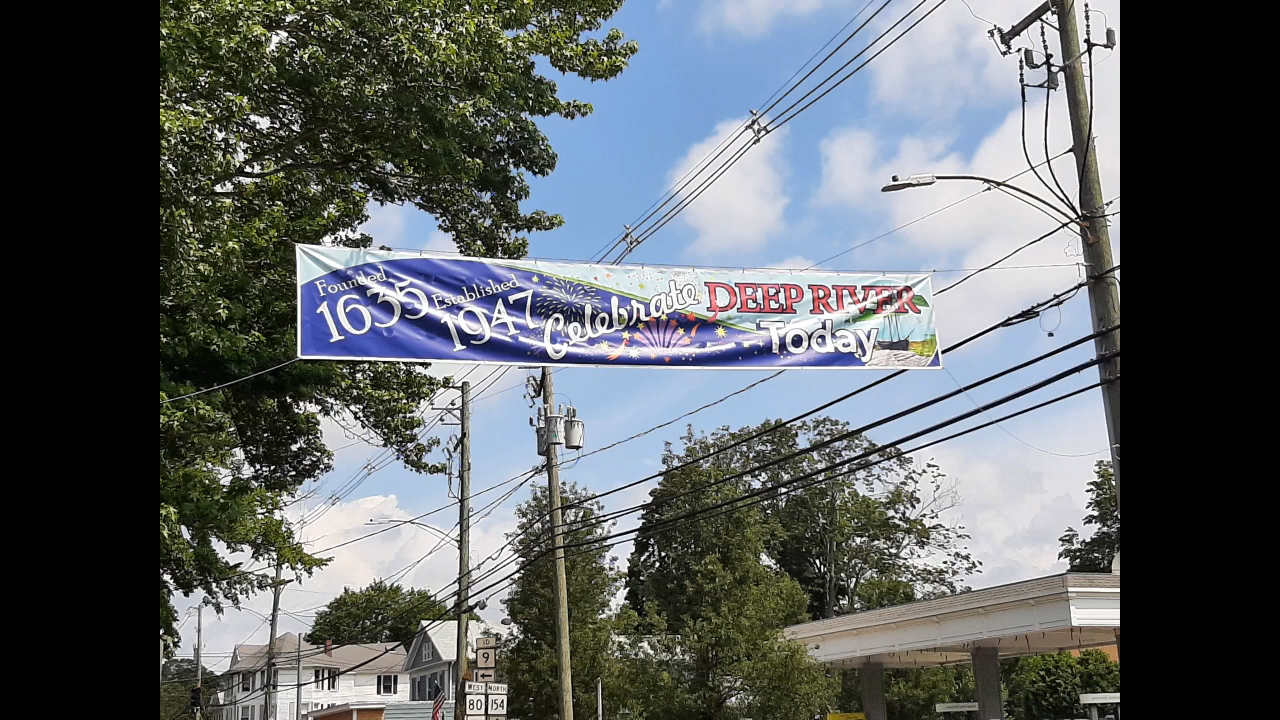 Founded
1635
Established
1947
Celebrate DEEP RIVER
Today
9
WEST NORTH
80 154